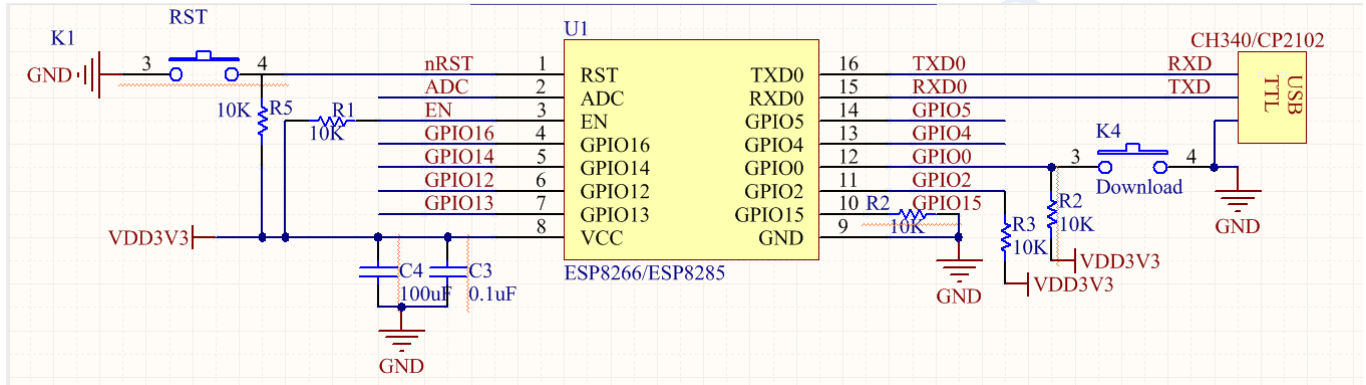 RST
K1
GND
3
4
10K
R5
R1
10K
nRST
ADC
EN
GPIO16
GPIO14
GPIO12
GPIO13
VDD3V3
1
2
3
4
5
6
7
8
U1
RST
ADC
EN
GPIO16
GPIO14
GPIO12
GPIO13
VCC
TXD0
RXD0
GPIO5
GPIO4
GPIO0
GPIO2
GPIO15
GND
ESP8266/ESP8285
16
15
14
13
12
11
10
9
TXD0
RXD0
GPIO5
GPIO4
GPIO0
GPIO2
R2
GPIO15
10K
GND
RXD
TXD
CH340/CP2102
USB
TTL
K4
3
4
Download
GND
R3
10K
R2
10K
VDD3V3
VDD3V3
C4
100uF
C3
0.1uF
GND